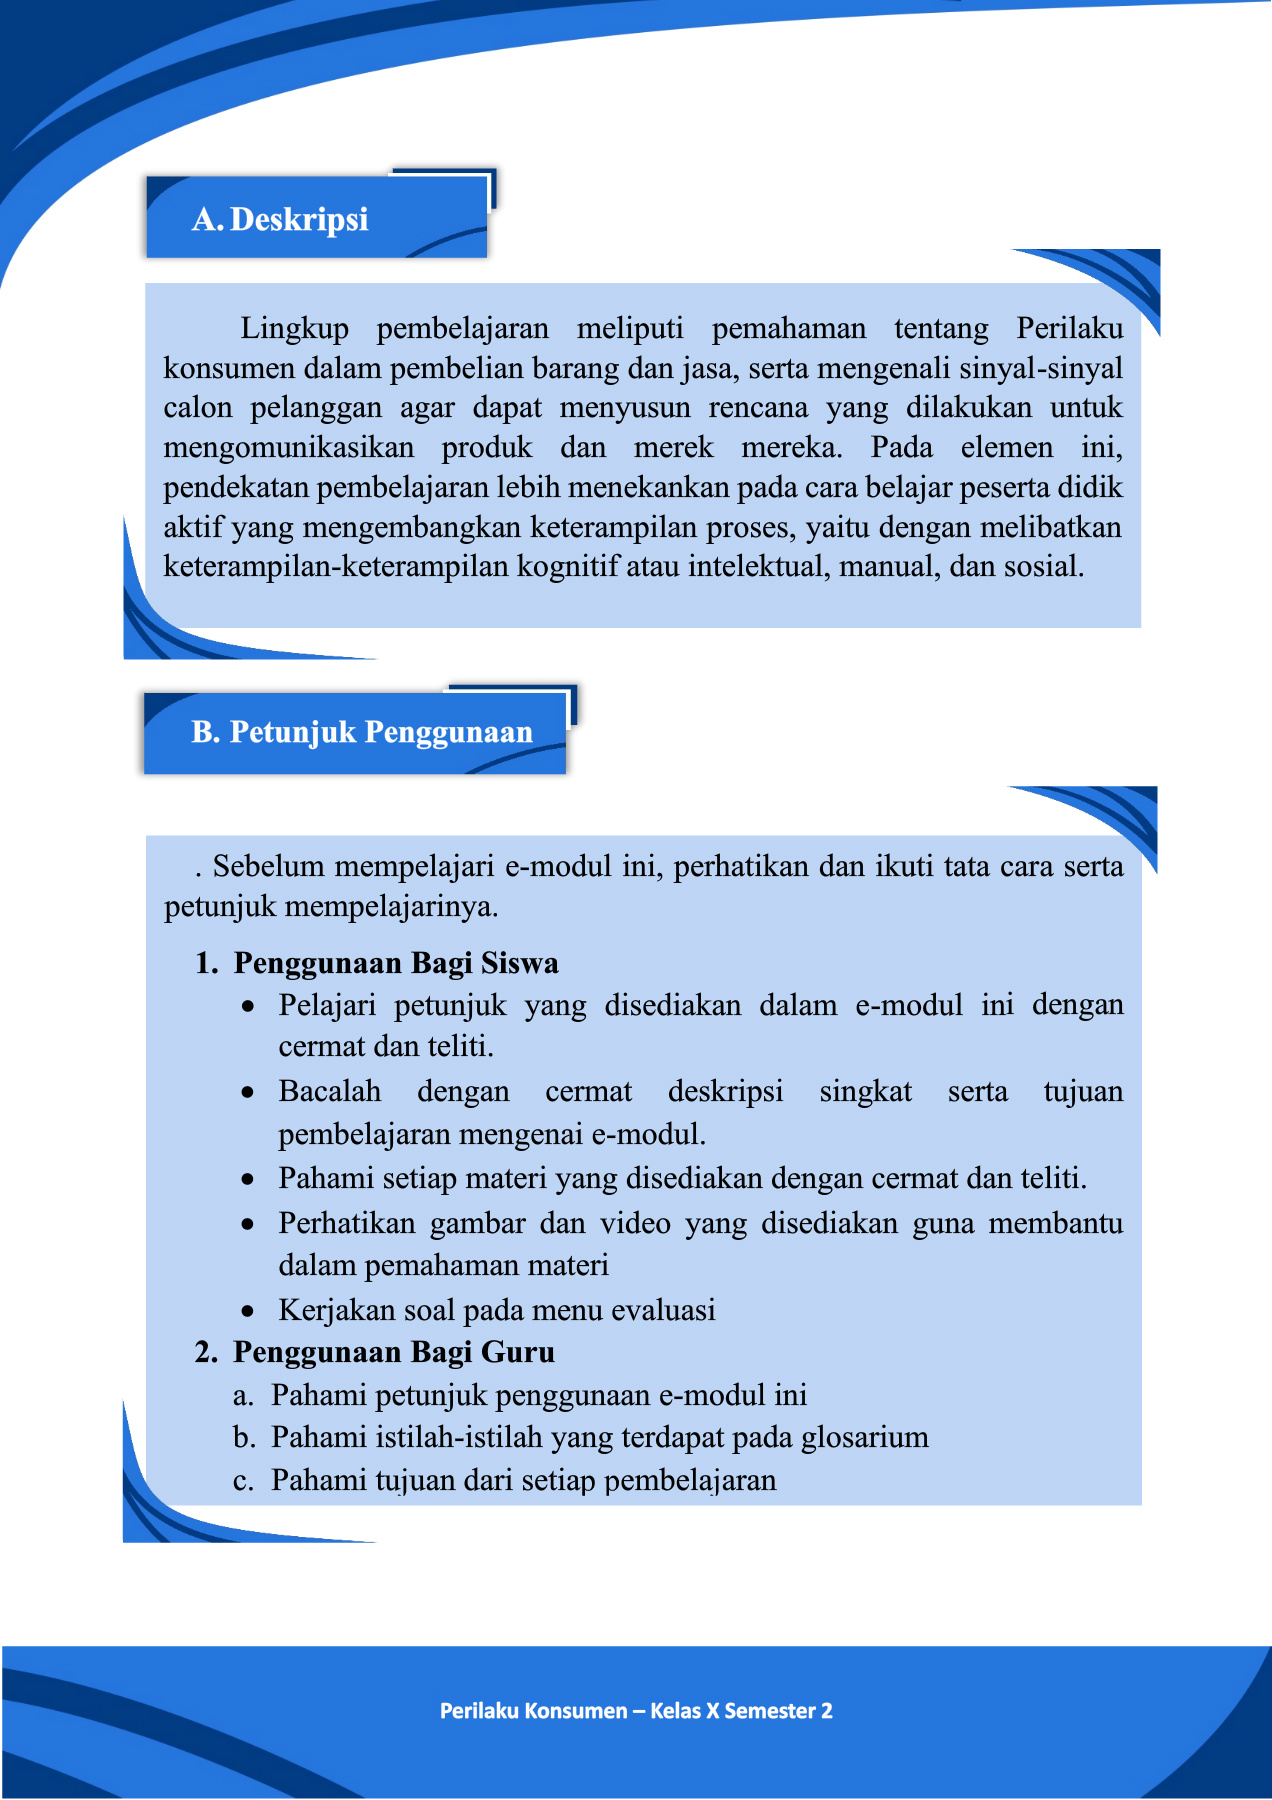 A. Deskripsi
Lingkup pembelajaran meliputi pemahaman tentang Perilaku
konsumen dalam pembelian barang dan jasa, serta mengenali sinyal-sinyal
calon pelanggan agar dapat menyusun rencana yang dilakukan untuk
mengomunikasikan produk dan merek mereka. Pada elemen ini,
pendekatan pembelajaran lebih menekankan pada cara belajar peserta didik
aktif yang mengembangkan keterampilan proses, yaitu dengan melibatkan
keterampilan-keterampilan kognitif atau intelektual, manual, dan sosial.
B. Petunjuk Penggunaan
. Sebelum mempelajari e-modul ini, perhatikan dan ikuti tata cara serta
petunjuk mempelajarinya.
1. Penggunaan Bagi Siswa
• Pelajari petunjuk yang disediakan dalam e-modul ini dengan
cermat dan teliti.
• Bacalah dengan cermat deskripsi singkat serta tujuan
pembelajaran mengenai e-modul.
• Pahami setiap materi yang disediakan dengan cermat dan teliti.
• Perhatikan gambar dan video yang disediakan guna membantu
dalam pemahaman materi
• Kerjakan soal pada menu evaluasi
2. Penggunaan Bagi Guru
a. Pahami petunjuk penggunaan e-modul ini
b. Pahami istilah-istilah yang terdapat pada glosarium
c. Pahami tujuan dari setiap pembelajaran
Perilaku Konsumen – Kelas X Semester 2